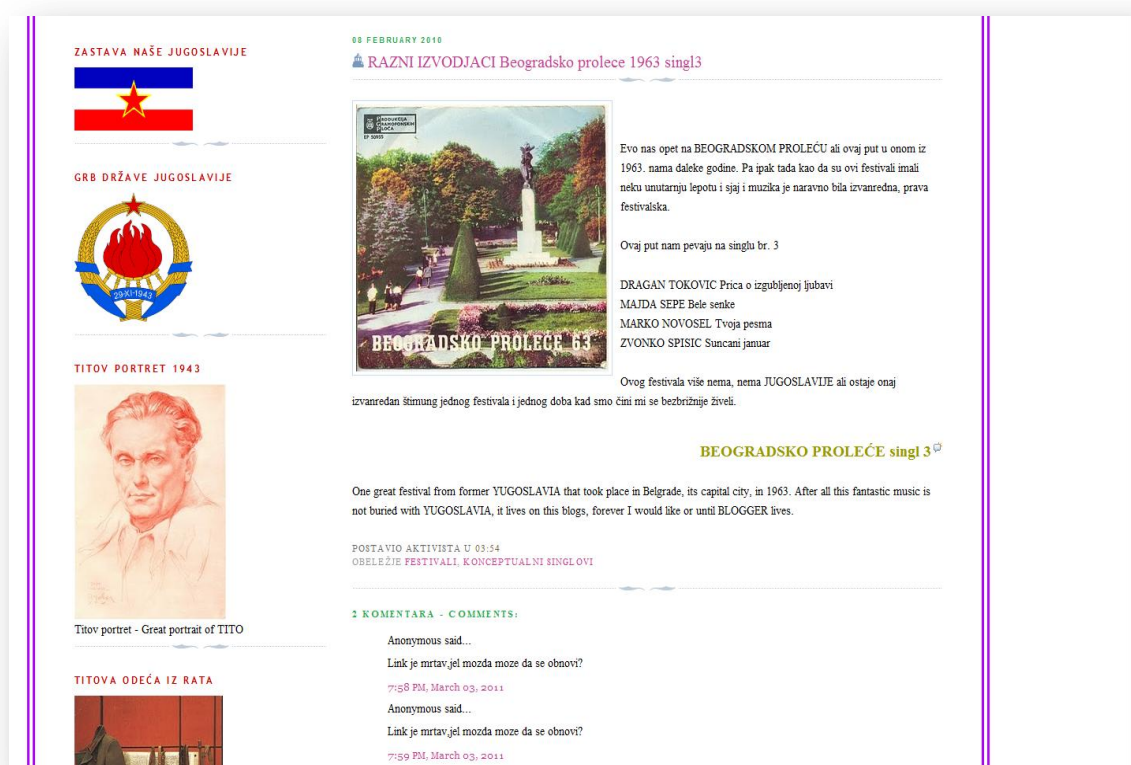 ZASTAVA NAŠE JUGOSLAVIJE
GRB DRŽAVE JUGOSLAVIJE
29·XI·1943
TITOV PORTRET 1943
Titov portret - Great portrait of TITO
TITOVA ODEĆA IZ RATA
08 FEBRUARY 2010
RAZNI IZVODJACI Beogradsko prolece 1963 singl3
PRODUKCIJA
GRAMOFONSKIH
PLOČA
BEOGRADSKO PROLEĆE 63
Evo nas opet na BEOGRADSKOM PROLEĆU ali ovaj put u onom iz
1963. nama daleke godine. Pa ipak tada kao da su ovi festivali imali
neku unutarnju lepotu i sjaj i muzika je naravno bila izvanredna, prava
festivalska.
Ovaj put nam pevaju na singlu br. 3
DRAGAN TOKOVIC Prica o izgubljenoj ljubavi
MAJDA SEPE Bele senke
MARKO NOVOSEL Tvoja pesma
ZVONKO SPISIC Suncani januar
Ovog festivala više nema, nema JUGOSLAVIJE ali ostaje onaj
izvanredan štimung jednog festivala i jednog doba kad smo čini mi se bezbrižnije živeli.
BEOGRADSKO PROLEĆE singl 3
One great festival from former YUGOSLAVIA that took place in Belgrade, its capital city, in 1963. After all this fantastic music is
not buried with YUGOSLAVIA, it lives on this blogs, forever I would like or until BLOGGER lives.
POSTAVIO AKTIVISTA U 03:54
OBELEŽJE FESTIVALI, KONCEPTUALNI SINGLOVI
2 KOMENTARA - COMMENTS:
Anonymous said...
Link je mrtav,jel mozda moze da se obnovi?
7:58 PM, March 03, 2011
Anonymous said...
Link je mrtav,jel mozda moze da se obnovi?
7:59 PM, March 03, 2011